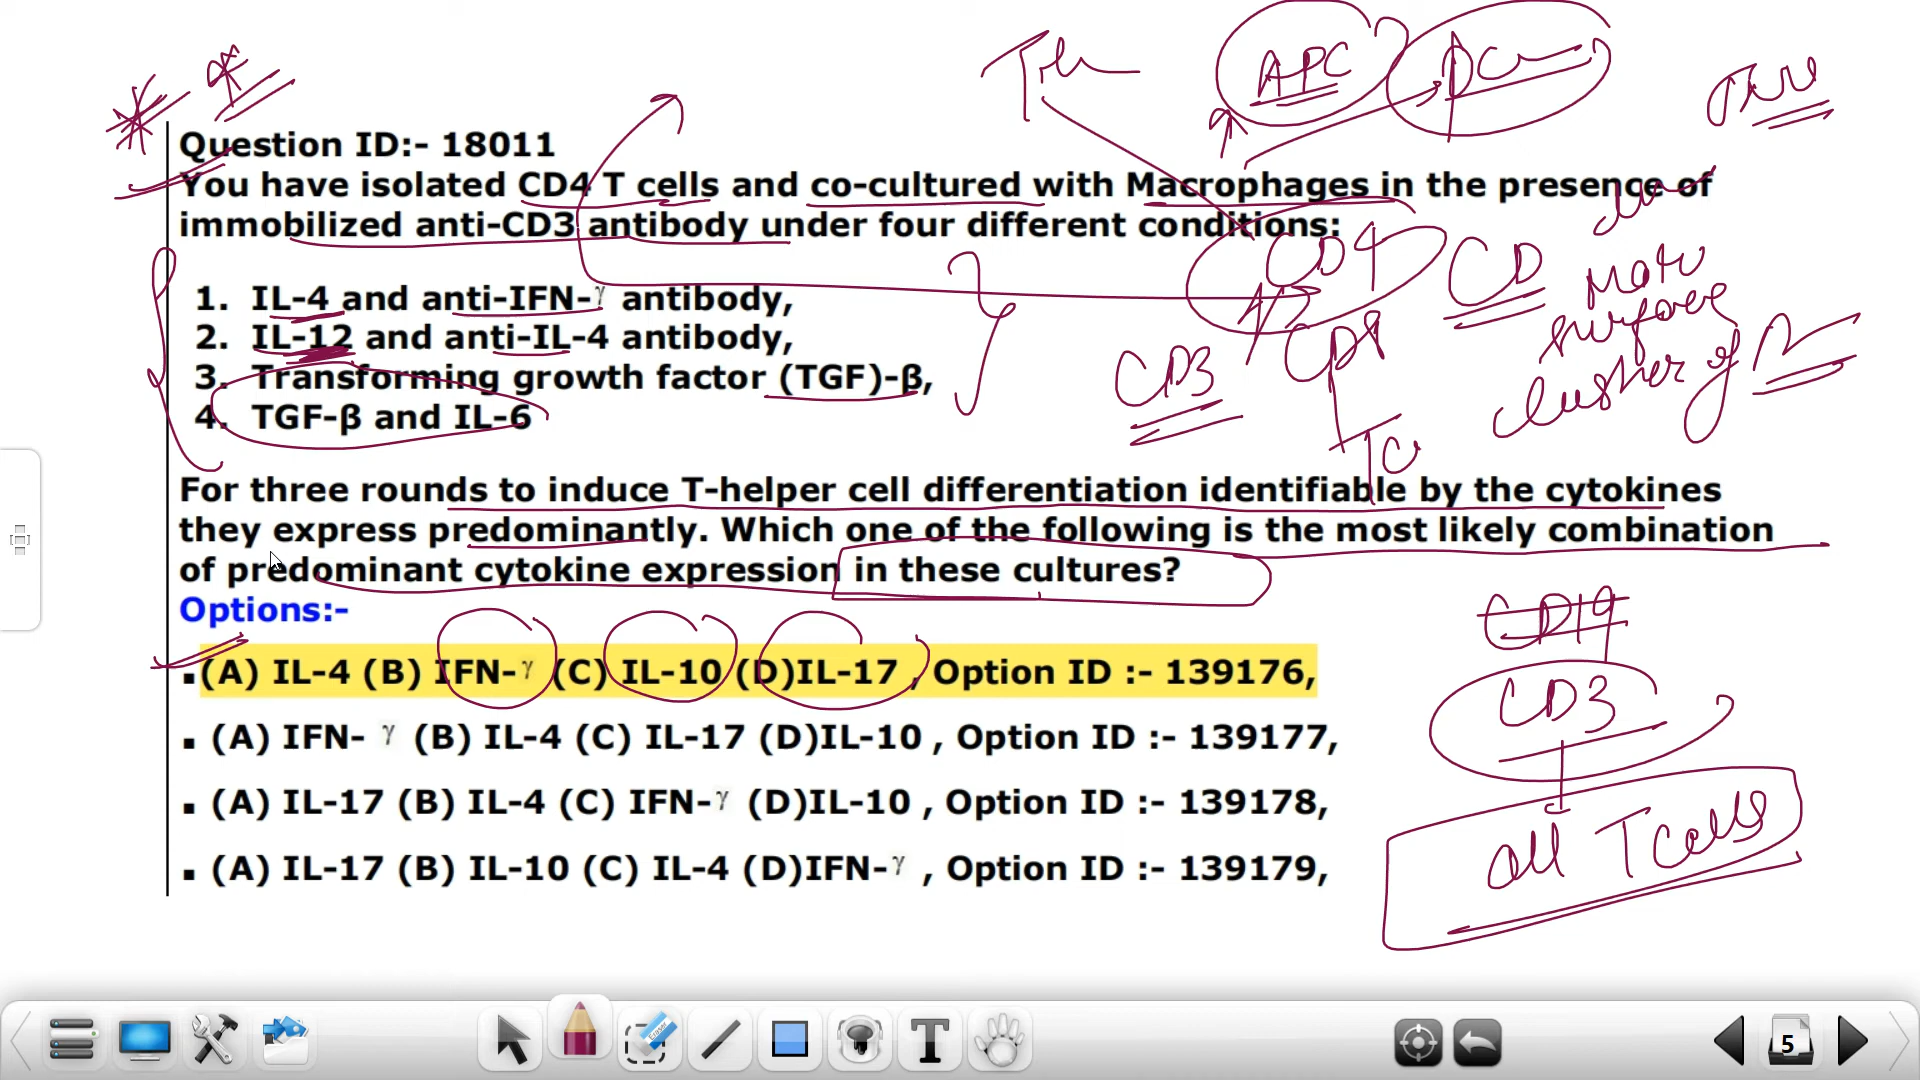 APC
DC
Question ID:- 18011
You have isolated CD4 T cells and co-cultured with Macrophages in the presence of
immobilized anti-CD3 antibody under four different conditions:
1. IL-4 and anti-IFN-γ antibody,
2. IL-12 and anti-IL-4 antibody,
3. Transforming growth factor (TGF)-β,
4. TGF-β and IL-6
CD4
CD
CD8
CD3
surface
cluster of
Tc
For three rounds to induce T-helper cell differentiation identifiable by the cytokines
they express predominantly. Which one of the following is the most likely combination
of predominant cytokine expression in these cultures?
Options:-
CD19
▪(A) IL-4 (B) IFN-γ (C) IL-10 (D)IL-17 , Option ID :- 139176,
CD3
▪ (A) IFN- γ (B) IL-4 (C) IL-17 (D)IL-10 , Option ID :- 139177,
▪ (A) IL-17 (B) IL-4 (C) IFN-γ (D)IL-10 , Option ID :- 139178,
all T cells
▪ (A) IL-17 (B) IL-10 (C) IL-4 (D)IFN-γ , Option ID :- 139179,
Eraser
T
5